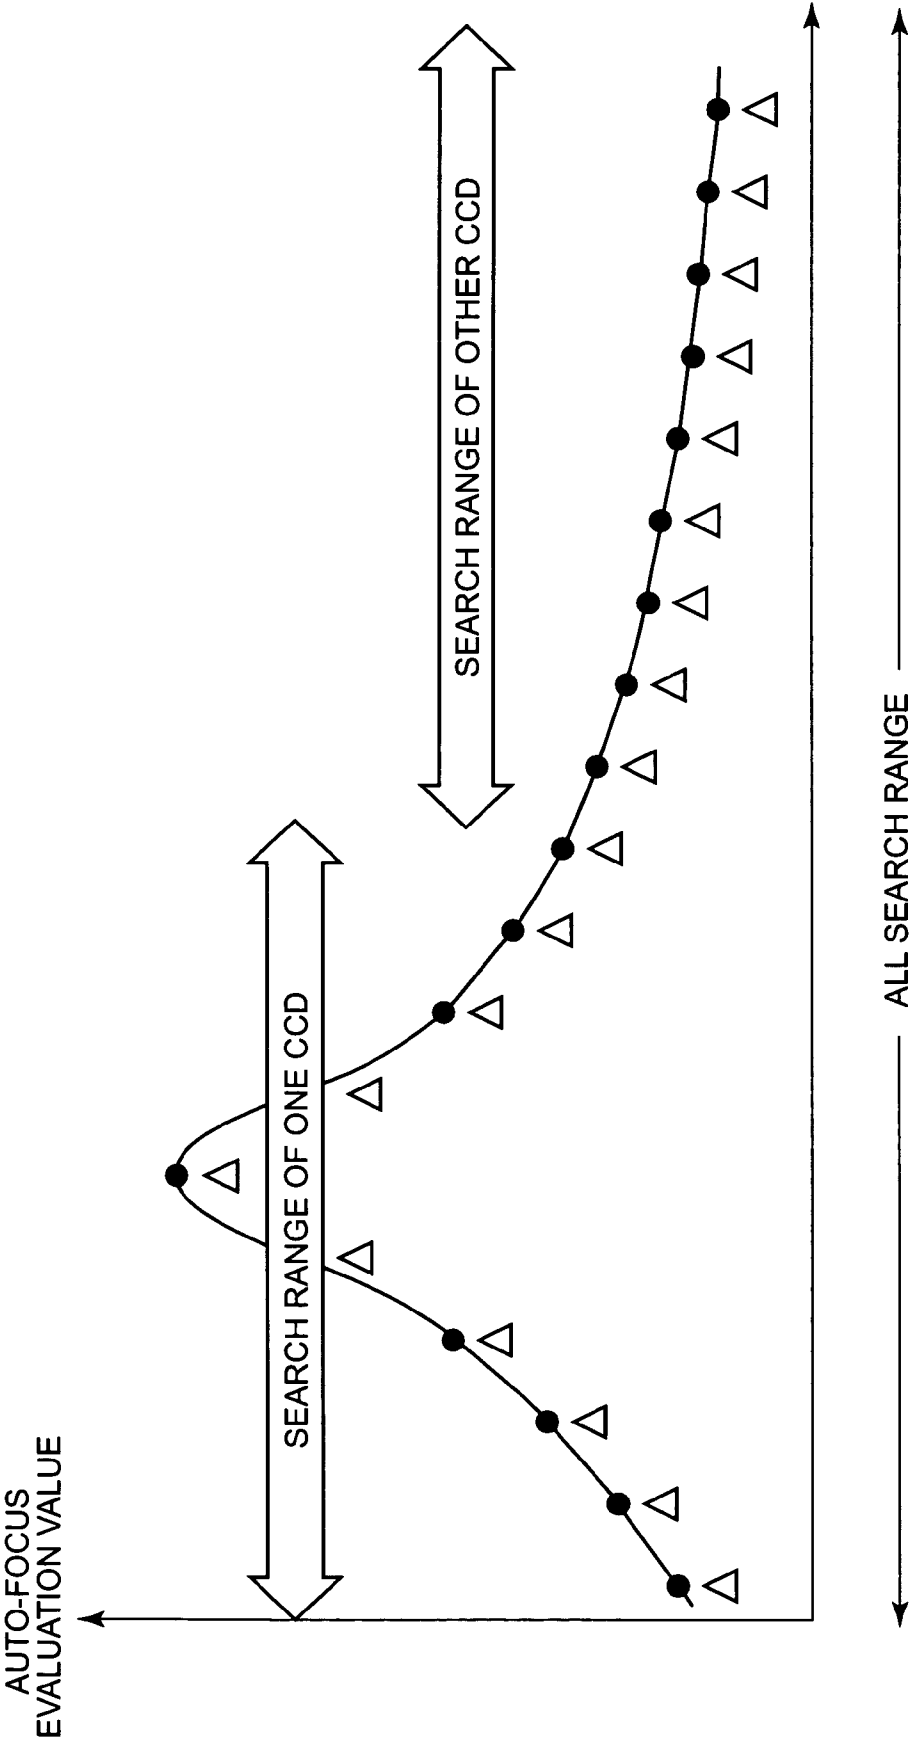 AUTO-FOCUS
EVALUATION VALUE
SEARCH RANGE OF ONE CCD
SEARCH RANGE OF OTHER CCD
ALL SEARCH RANGE